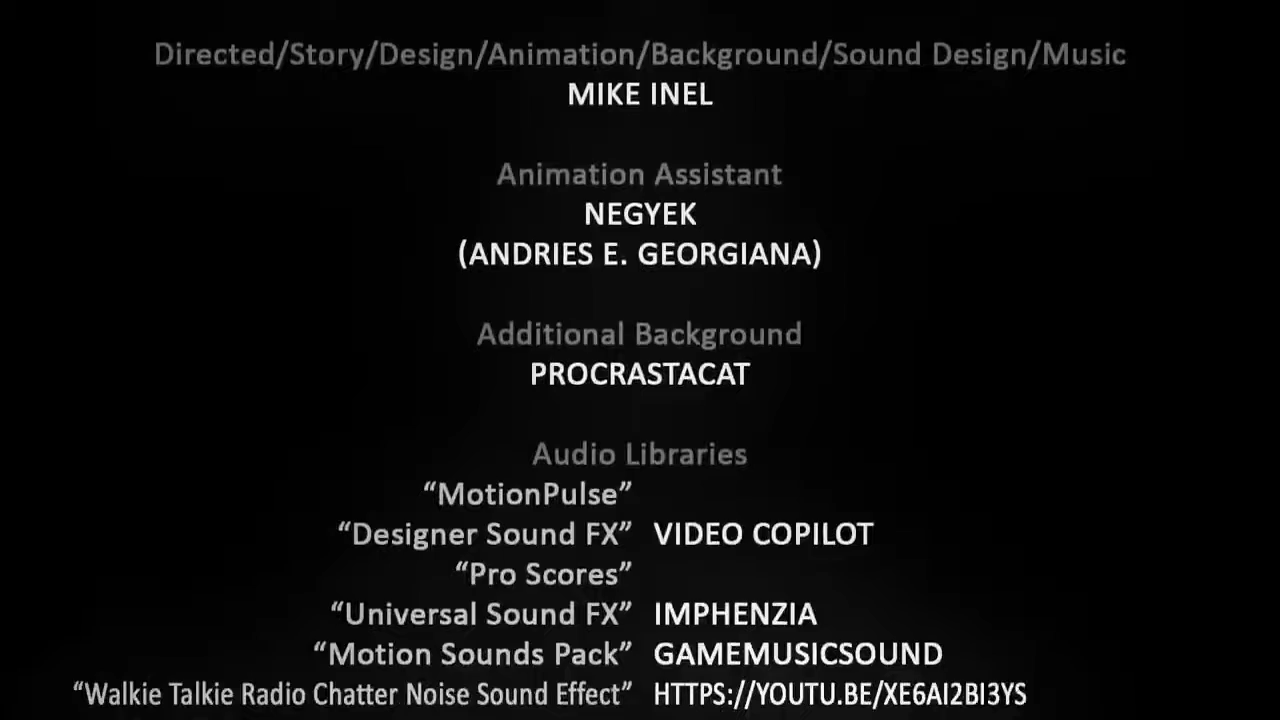 Directed/Story/Design/Animation/Background/Sound Design/Music
MIKE INEL
Animation Assistant
NEGYEK
(ANDRIES E. GEORGIANA)
Additional Background
PROCRASTACAT
Audio Libraries
“MotionPulse”
“Designer Sound FX” VIDEO COPILOT
“Pro Scores”
“Universal Sound FX” IMPHENZIA
“Motion Sounds Pack” GAMEMUSICSOUND
“Walkie Talkie Radio Chatter Noise Sound Effect” HTTPS://YOUTU.BE/XE6AI2BI3YS